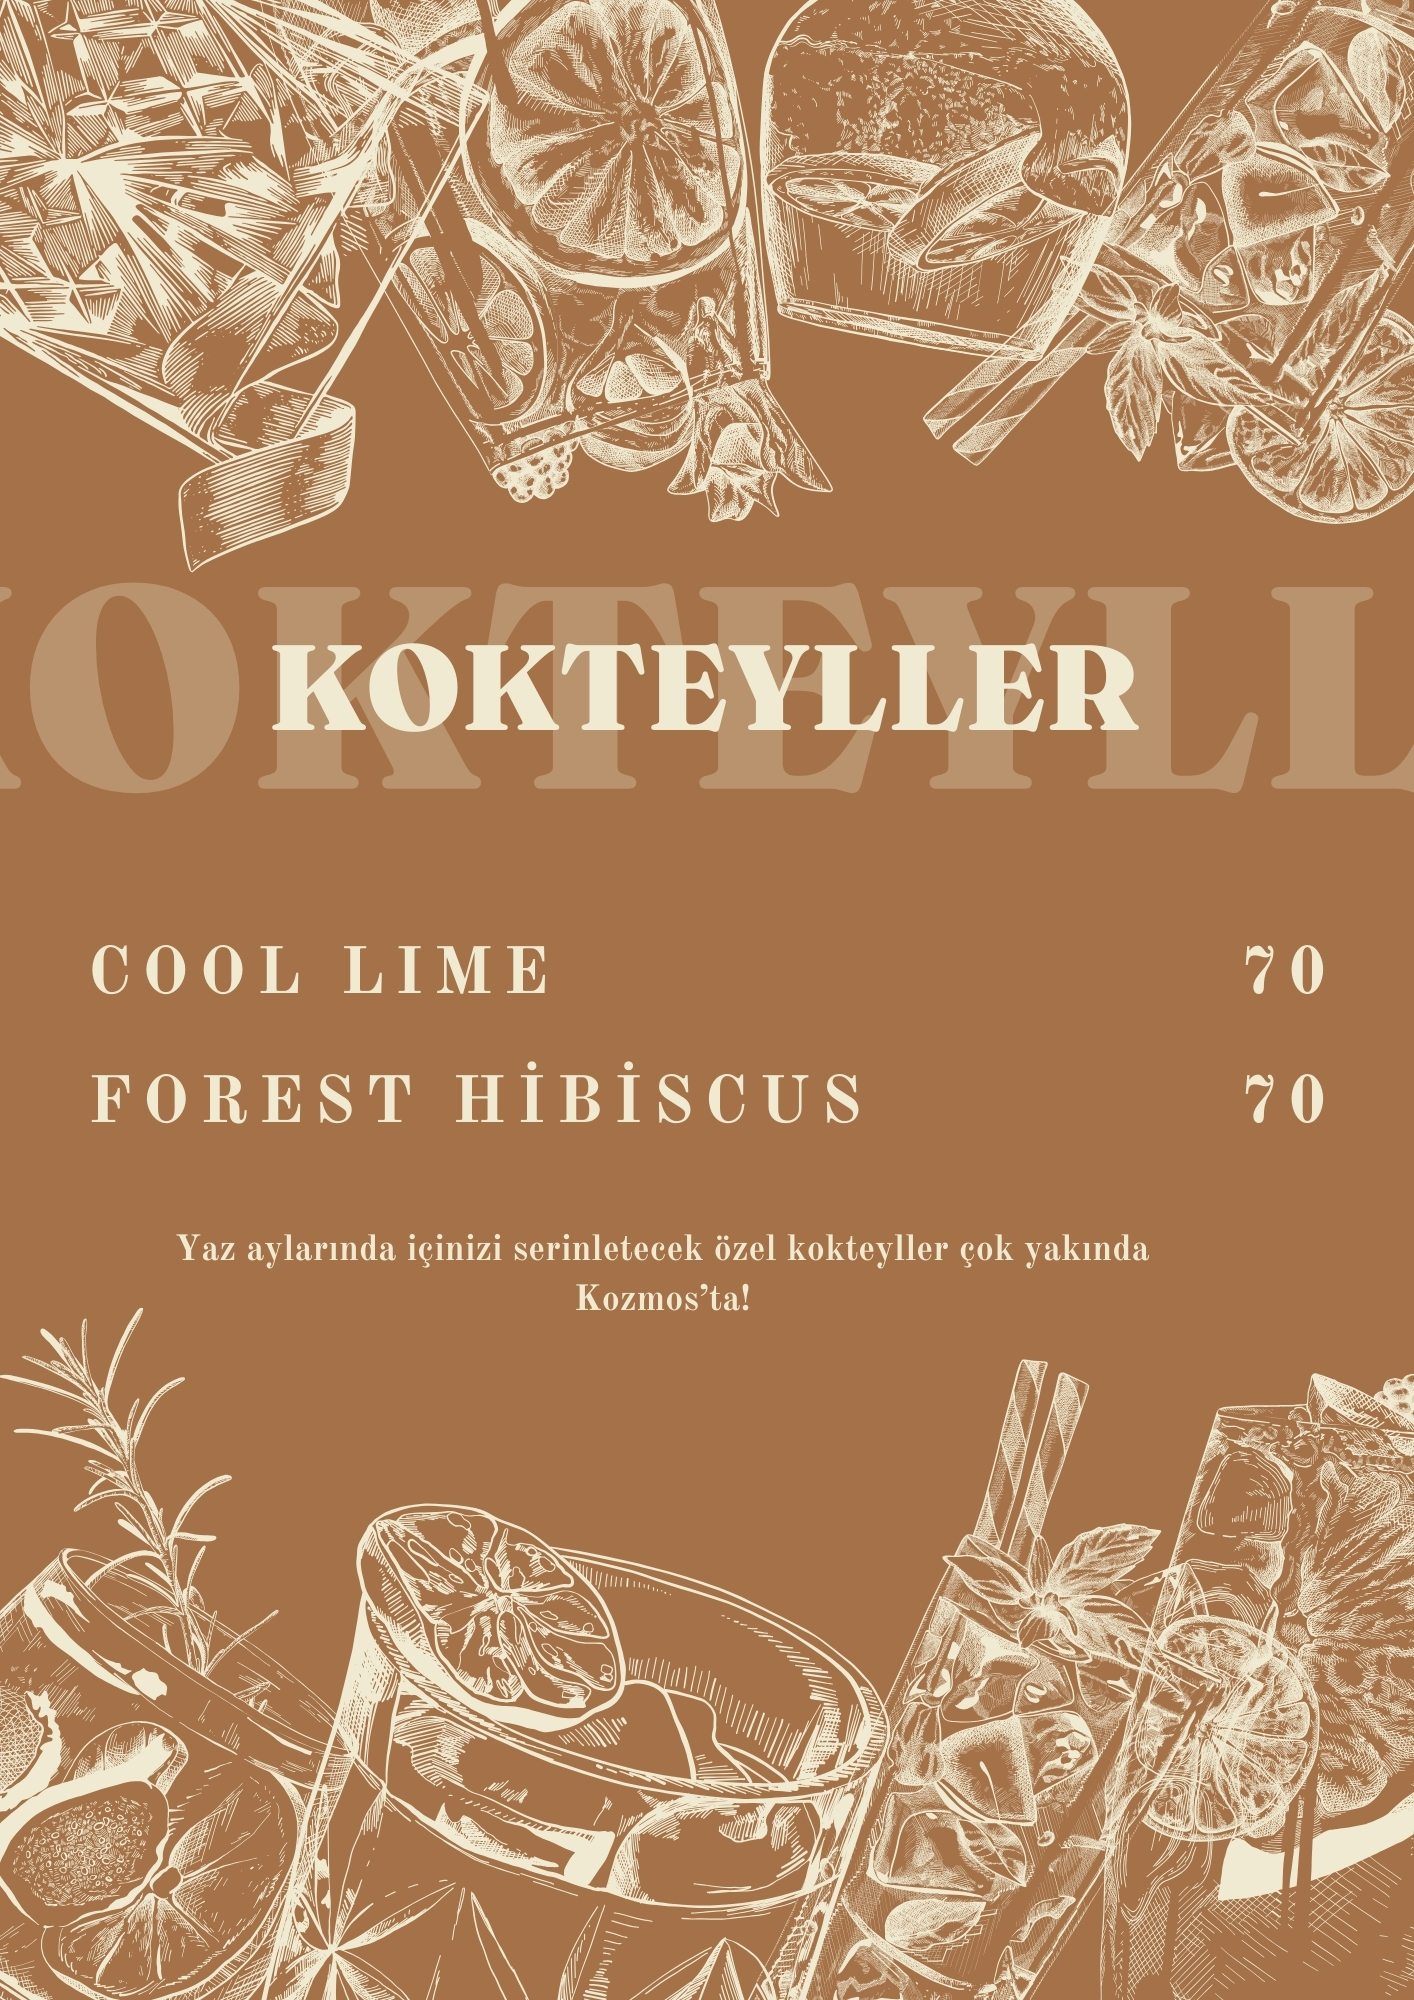 KOKTEYLLER
COOL LIME 70
FOREST HİBİSCUS 70
Yaz aylarında içinizi serinletecek özel kokteyller çok yakında
Kozmos’ta!